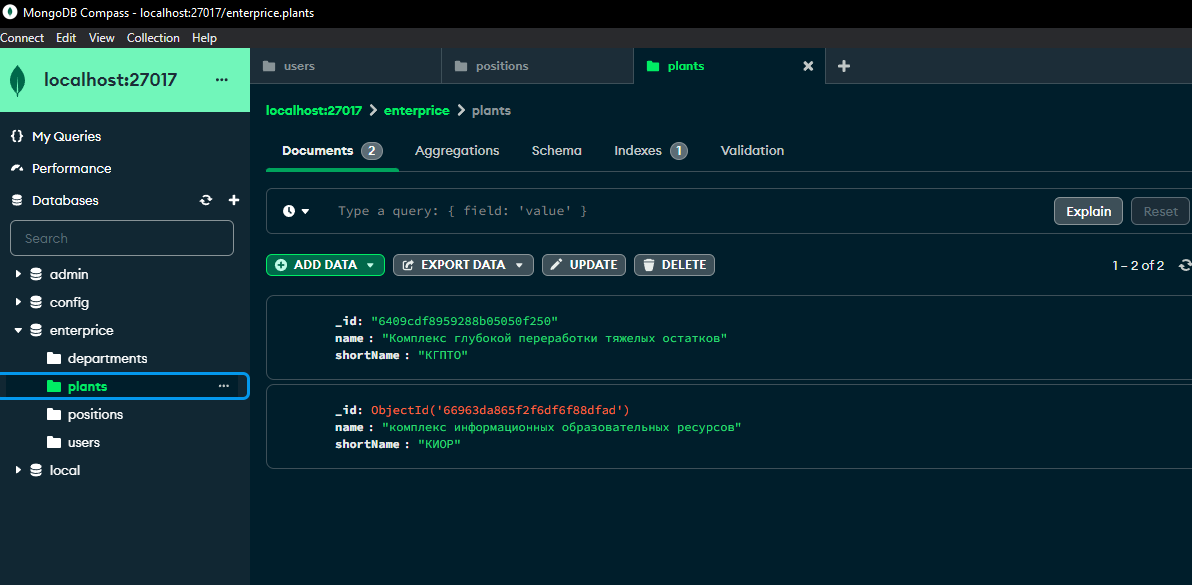 MongoDB Compass - localhost:27017/enterprice.plants
Connect Edit View Collection Help
localhost:27017 ...
users
positions
plants
localhost:27017 > enterprice > plants
{} My Queries
Performance
Databases
Search
admin
config
enterprice
departments
plants ...
positions
users
local
Documents 2
Aggregations
Schema
Indexes 1
Validation
Type a query: { field: 'value' }
Explain
Reset
ADD DATA
EXPORT DATA
UPDATE
DELETE
1 – 2 of 2
_id: "6409cdf8959288b05050f250"
name : "Комплекс глубокой переработки тяжелых остатков"
shortName : "КГПТО"
_id: ObjectId('66963da865f2f6df6f88dfad')
name : "комплекс информационных образовательных ресурсов"
shortName : "КИОР"